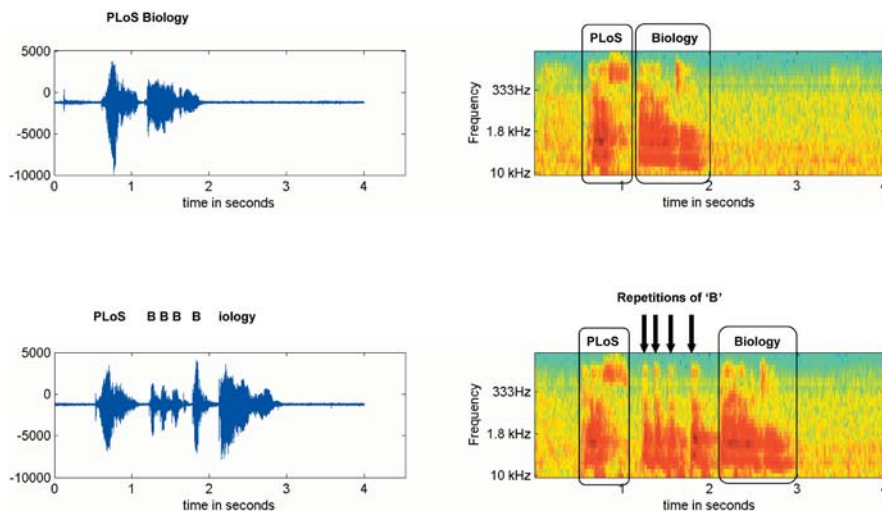 PLoS Biology
5000
0
-5000
-10000
0 1 2 3 4
time in seconds
PLoS Biology
Frequency
333Hz
1.8 kHz
10 kHz
1 2 3 4
time in seconds
PLoS B B B B iology
5000
0
-5000
-10000
0 1 2 3 4
time in seconds
Repetitions of ‘B’
PLoS Biology
Frequency
333Hz
1.8 kHz
10 kHz
1 2 3 4
time in seconds